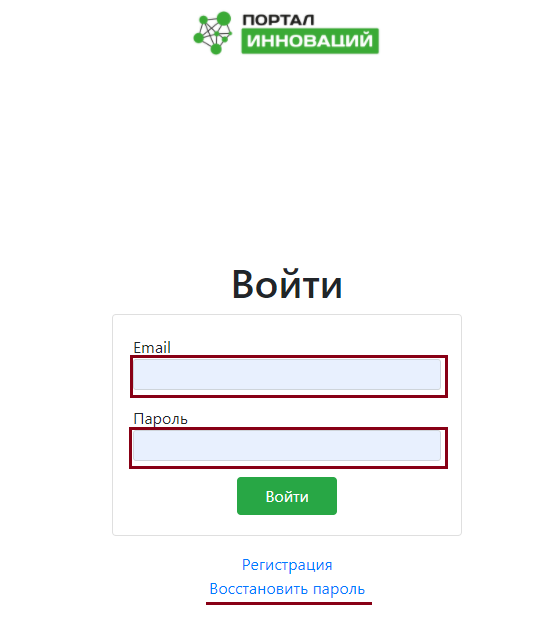 ПОРТАЛ
ИННОВАЦИЙ
Войти
Email
Пароль
Войти
Регистрация
Восстановить пароль